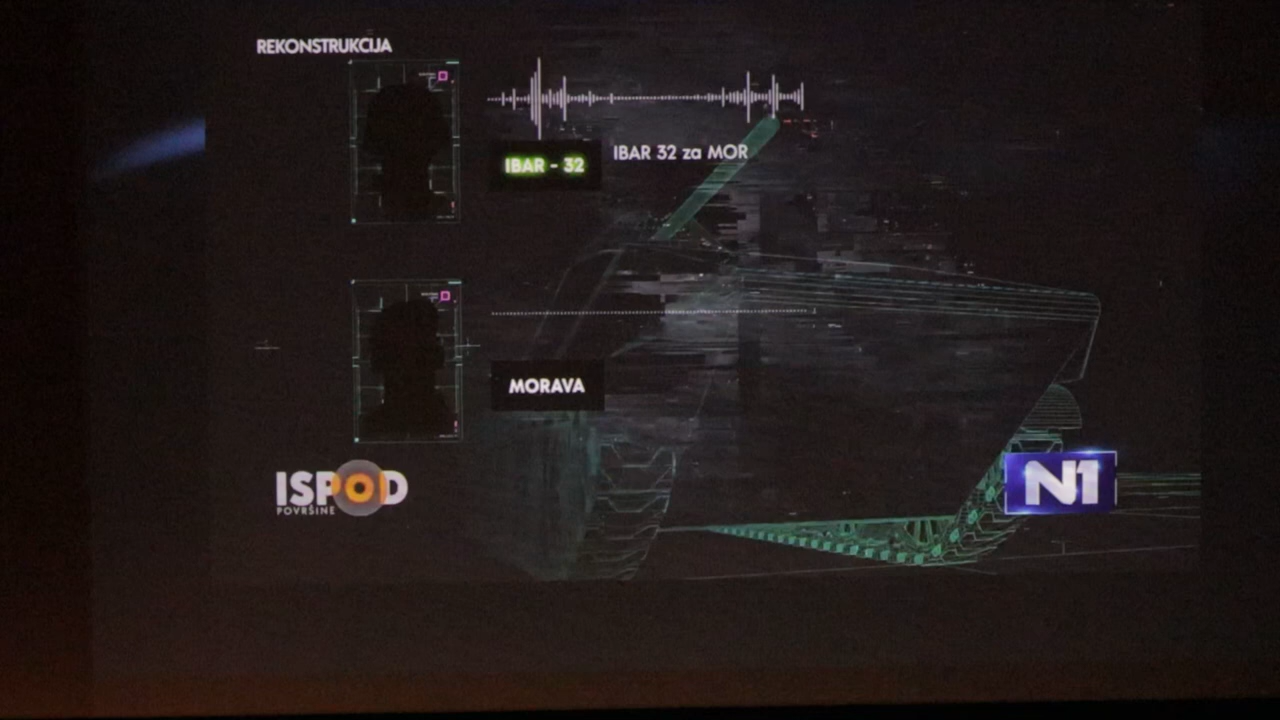 REKONSTRUKCIJA
IBAR - 32
IBAR 32 za MOR
MORAVA
ISPOD
POVRŠINE
N1